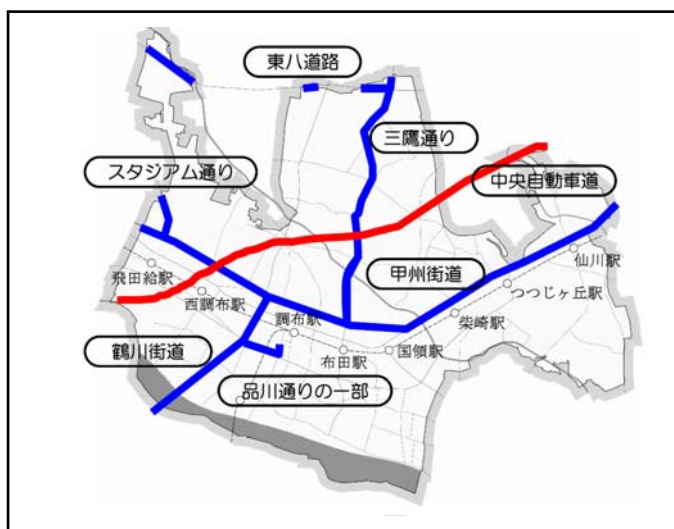 東八道路
三鷹通り
スタジアム通り
中央自動車道
甲州街道
仙川駅
飛田給駅
つつじヶ丘駅
西調布駅
調布駅
柴崎駅
布田駅
国領駅
鶴川街道
品川通りの一部